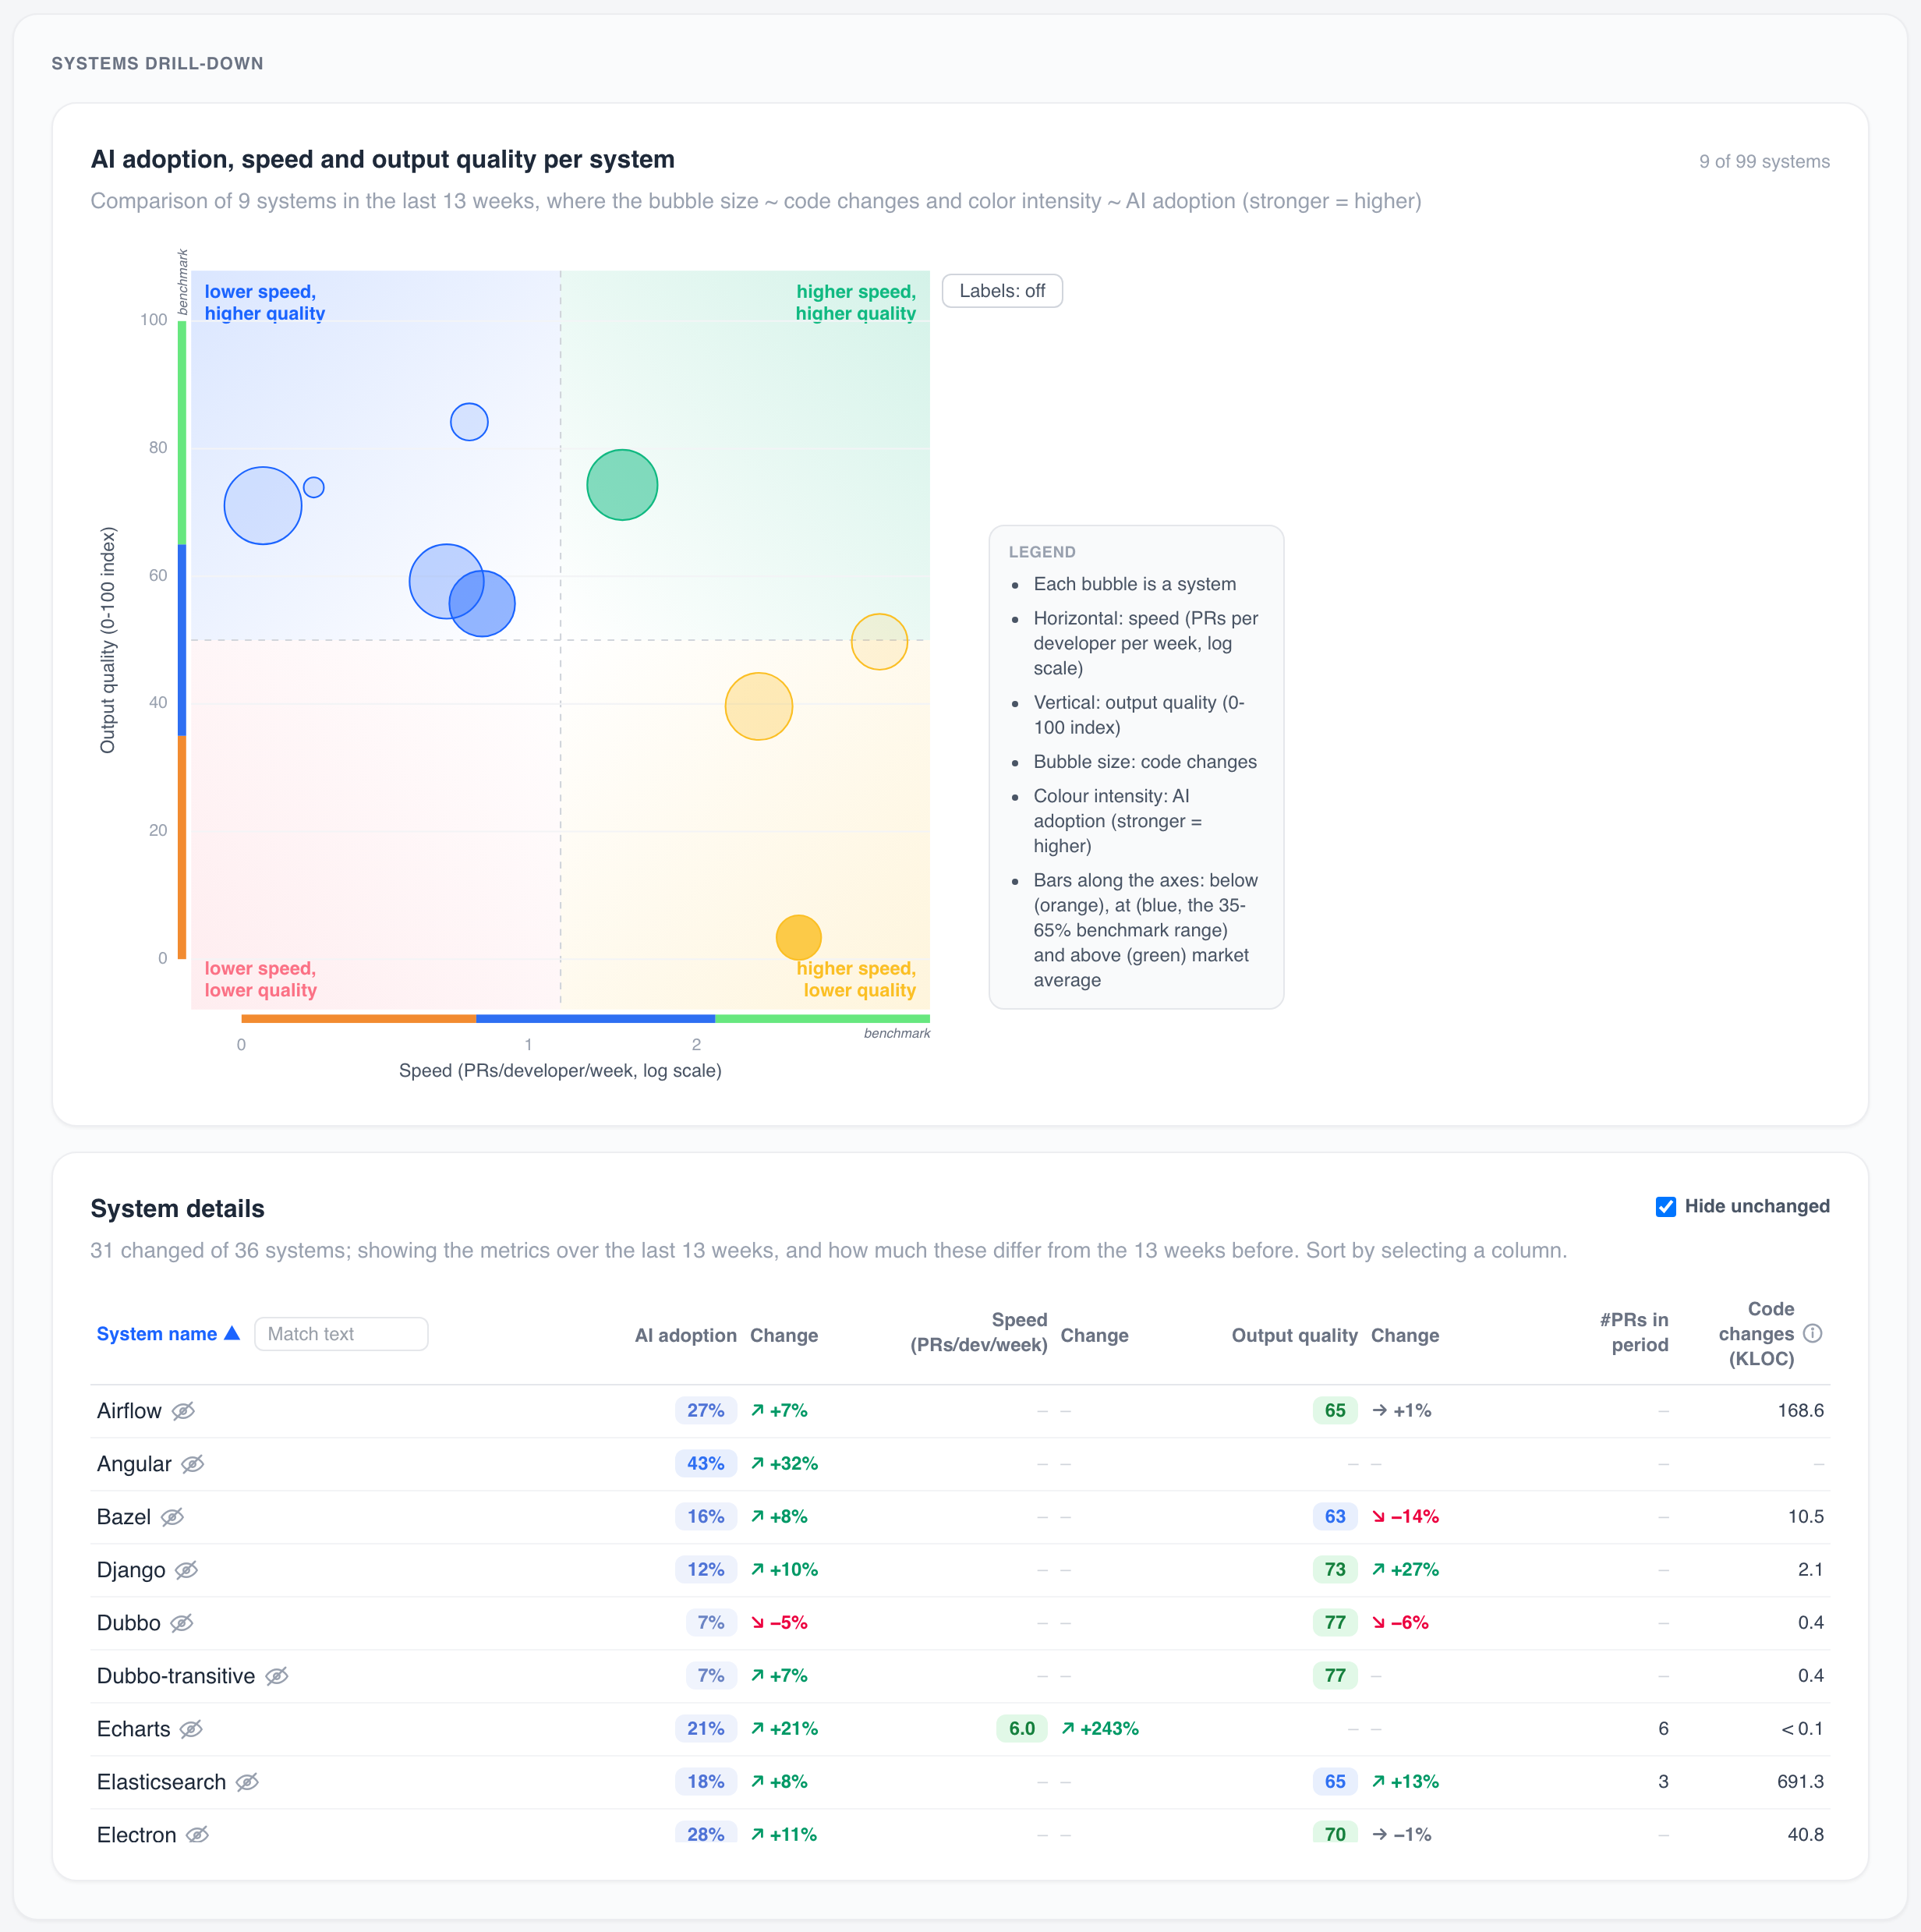 SYSTEMS DRILL-DOWN
AI adoption, speed and output quality per system
9 of 99 systems
Comparison of 9 systems in the last 13 weeks, where the bubble size ~ code changes and color intensity ~ AI adoption (stronger = higher)
benchmark
lower speed,
higher quality
higher speed,
higher quality
Labels: off
100
80
60
40
20
0
Output quality (0-100 index)
LEGEND
• Each bubble is a system
• Horizontal: speed (PRs per
developer per week, log
scale)
• Vertical: output quality (0-
100 index)
• Bubble size: code changes
• Colour intensity: AI
adoption (stronger =
higher)
• Bars along the axes: below
(orange), at (blue, the 35-
65% benchmark range)
and above (green) market
average
lower speed,
lower quality
higher speed,
lower quality
benchmark
0 1 2
Speed (PRs/developer/week, log scale)
System details
Hide unchanged
31 changed of 36 systems; showing the metrics over the last 13 weeks, and how much these differ from the 13 weeks before. Sort by selecting a column.
System name ▲ Match text
AI adoption Change
Speed
(PRs/dev/week) Change
Output quality Change
#PRs in
period
Code
changes
(KLOC)
Airflow 27% ↗ +7% – – 65 → +1% – 168.6
Angular 43% ↗ +32% – – – – – –
Bazel 16% ↗ +8% – – 63 ↘ −14% – 10.5
Django 12% ↗ +10% – – 73 ↗ +27% – 2.1
Dubbo 7% ↘ −5% – – 77 ↘ −6% – 0.4
Dubbo-transitive 7% ↗ +7% – – 77 – – 0.4
Echarts 21% ↗ +21% 6.0 ↗ +243% – – 6 < 0.1
Elasticsearch 18% ↗ +8% – – 65 ↗ +13% 3 691.3
Electron 28% ↗ +11% – – 70 → −1% – 40.8